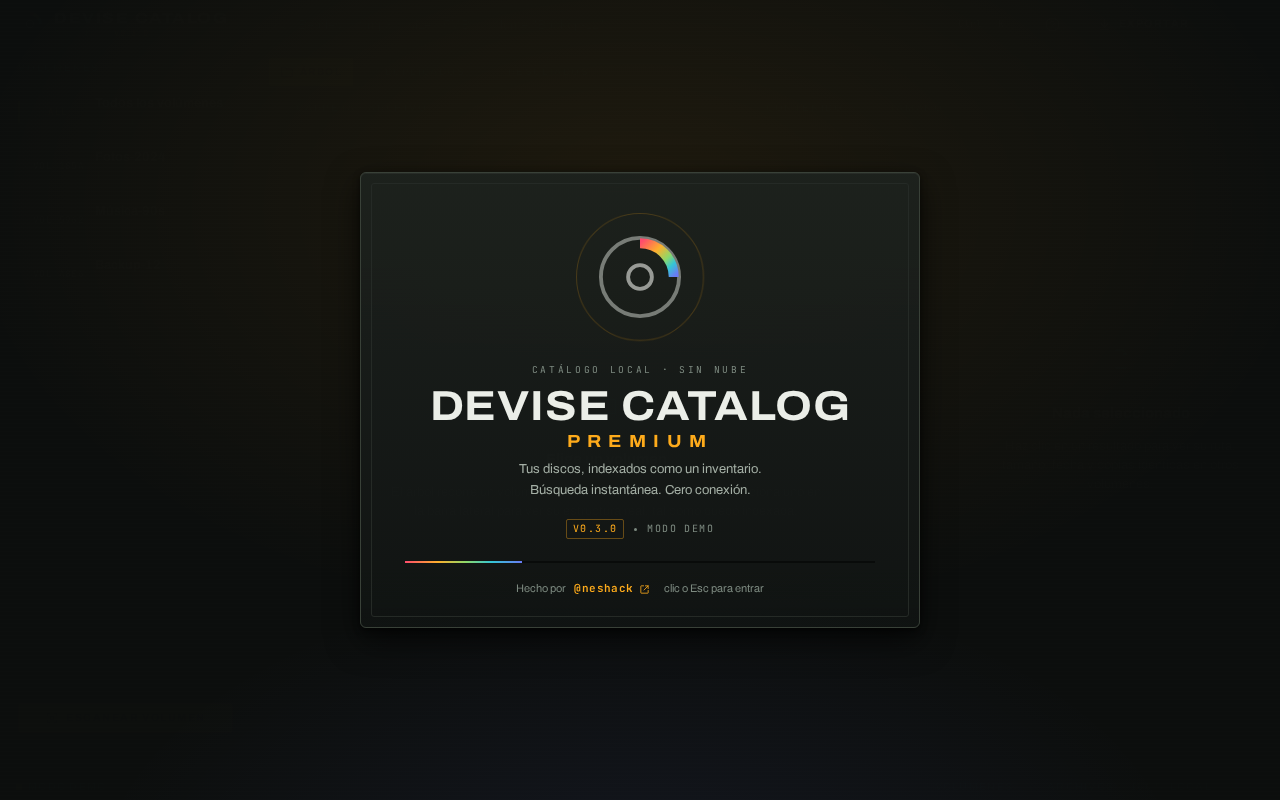 CATÁLOGO LOCAL · SIN NUBE
DEVISE CATALOG
PREMIUM
Tus discos, indexados como un inventario.
Búsqueda instantánea. Cero conexión.
V0.3.0 • MODO DEMO
Hecho por @neshack clic o Esc para entrar